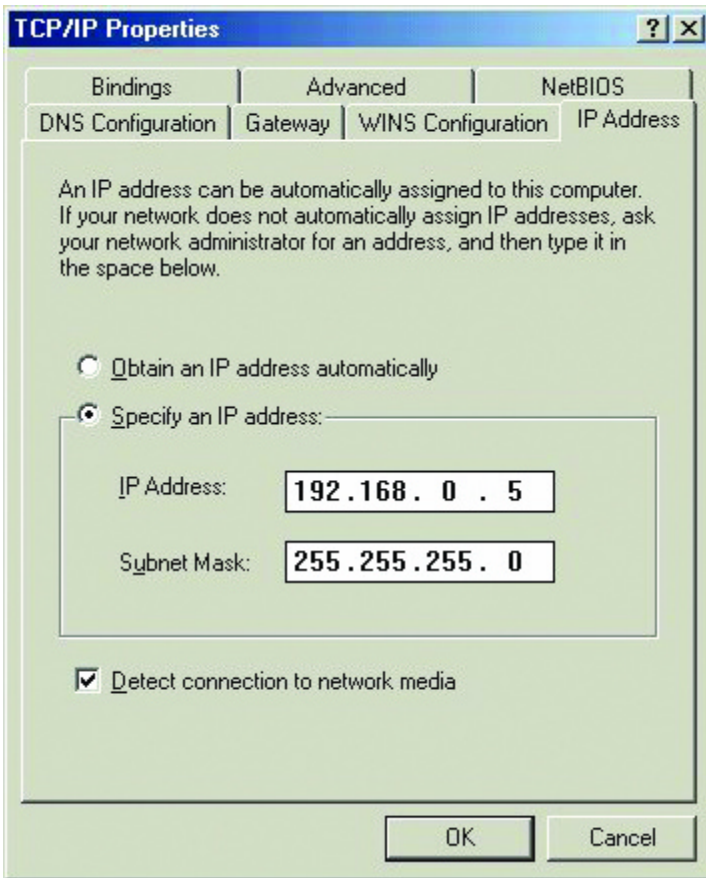 TCP/IP Properties
? X
Bindings Advanced NetBIOS
DNS Configuration Gateway WINS Configuration IP Address
An IP address can be automatically assigned to this computer.
If your network does not automatically assign IP addresses, ask
your network administrator for an address, and then type it in
the space below.
Obtain an IP address automatically
Specify an IP address:
IP Address: 192.168. 0 . 5
Subnet Mask: 255.255.255. 0
Detect connection to network media
OK Cancel